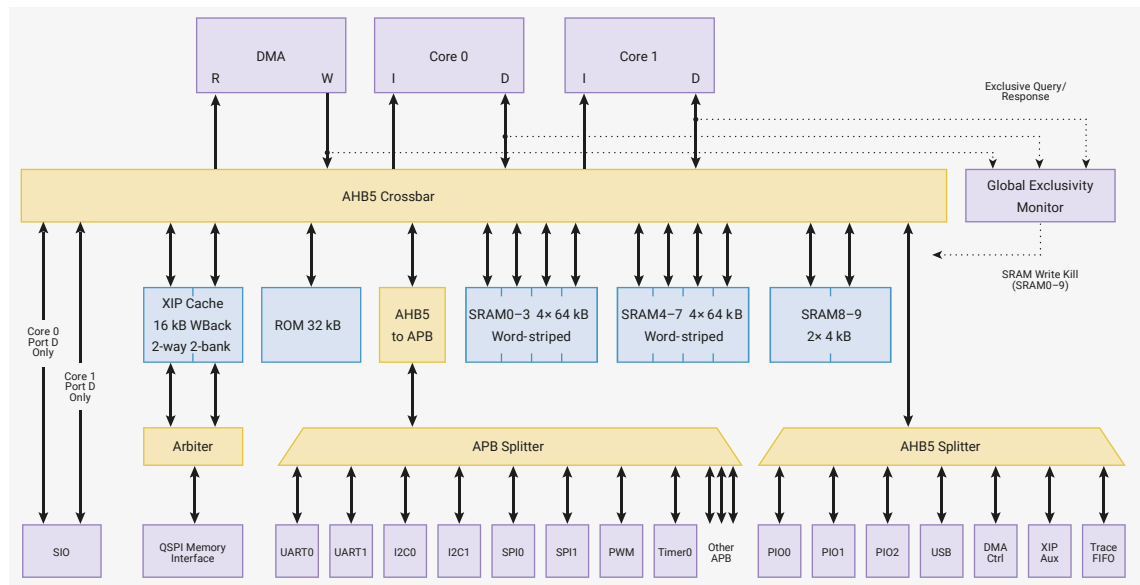 DMA
R
W
Core 0
I
D
Core 1
I
D
Exclusive Query/
Response
AHB5 Crossbar
Global Exclusivity
Monitor
SRAM Write Kill
(SRAM0–9)
Core 0
Port D
Only
Core 1
Port D
Only
XIP Cache
16 kB WBack
2-way 2-bank
ROM 32 kB
AHB5
to APB
SRAM0–3 4× 64 kB
Word-striped
SRAM4–7 4× 64 kB
Word-striped
SRAM8–9
2× 4 kB
Arbiter
APB Splitter
AHB5 Splitter
SIO
QSPI Memory
Interface
UART0
UART1
I2C0
I2C1
SPI0
SPI1
PWM
Timer0
Other
APB
PIO0
PIO1
PIO2
USB
DMA
Ctrl
XIP
Aux
Trace
FIFO